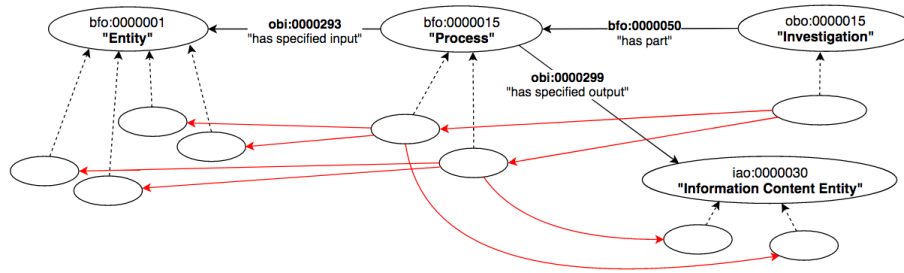 bfo:0000001
"Entity"
obi:0000293
"has specified input"
bfo:0000015
"Process"
bfo:0000050
"has part"
obo:0000015
"Investigation"
obi:0000299
"has specified output"
iao:0000030
"Information Content Entity"